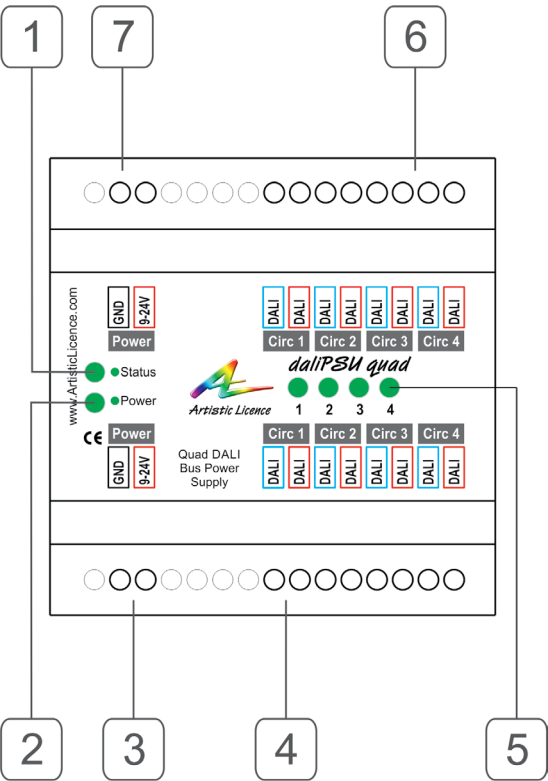 1
7
6
www.ArtisticLicence.com
GND
9-24V
DALI
DALI
DALI
DALI
DALI
DALI
DALI
DALI
Power
Circ 1
Circ 2
Circ 3
Circ 4
Status
Power
daliPSU quad
Artistic Licence
1 2 3 4
CE
Power
Circ 1
Circ 2
Circ 3
Circ 4
GND
9-24V
Quad DALI
Bus Power
Supply
DALI
DALI
DALI
DALI
DALI
DALI
DALI
DALI
2
3
4
5